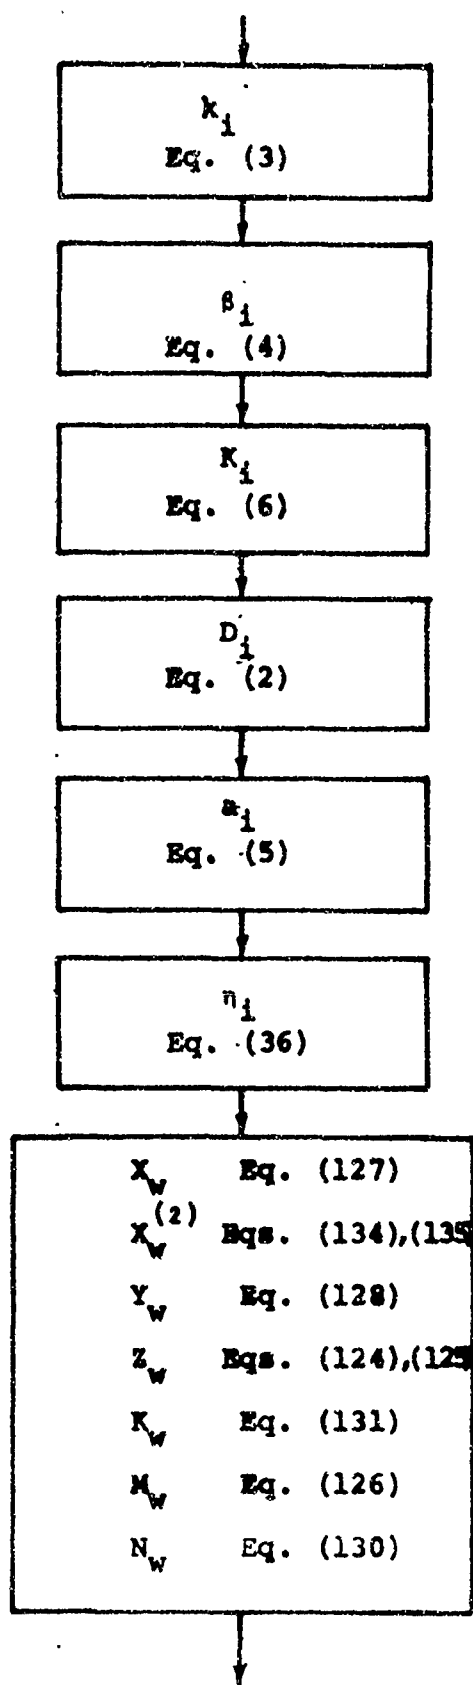 k_i
Eq. (3)
β_i
Eq. (4)
K_i
Eq. (6)
D_i
Eq. (2)
a_i
Eq. (5)
η_i
Eq. (36)
X_w Eq. (127)
X_w^(2) Eqs. (134),(135
Y_w Eq. (128)
Z_w Eqs. (124),(125
K_w Eq. (131)
M_w Eq. (126)
N_w Eq. (130)